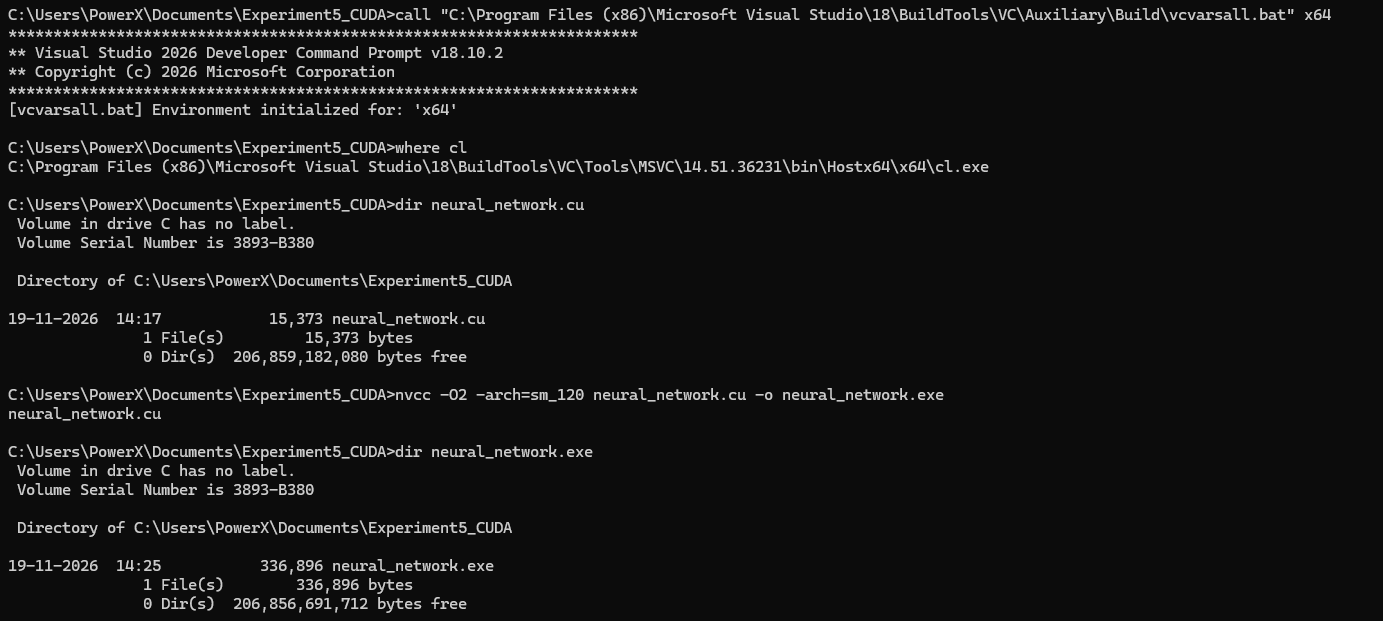 C:\Users\PowerX\Documents\Experiment5_CUDA>call "C:\Program Files (x86)\Microsoft Visual Studio\18\BuildTools\VC\Auxiliary\Build\vcvarsall.bat" x64
**********************************************************************
** Visual Studio 2026 Developer Command Prompt v18.10.2
** Copyright (c) 2026 Microsoft Corporation
**********************************************************************
[vcvarsall.bat] Environment initialized for: 'x64'
C:\Users\PowerX\Documents\Experiment5_CUDA>where cl
C:\Program Files (x86)\Microsoft Visual Studio\18\BuildTools\VC\Tools\MSVC\14.51.36231\bin\Hostx64\x64\cl.exe
C:\Users\PowerX\Documents\Experiment5_CUDA>dir neural_network.cu
 Volume in drive C has no label.
 Volume Serial Number is 3893-B380
 Directory of C:\Users\PowerX\Documents\Experiment5_CUDA
19-11-2026  14:17            15,373 neural_network.cu
               1 File(s)         15,373 bytes
               0 Dir(s)  206,859,182,080 bytes free
C:\Users\PowerX\Documents\Experiment5_CUDA>nvcc -O2 -arch=sm_120 neural_network.cu -o neural_network.exe
neural_network.cu
C:\Users\PowerX\Documents\Experiment5_CUDA>dir neural_network.exe
 Volume in drive C has no label.
 Volume Serial Number is 3893-B380
 Directory of C:\Users\PowerX\Documents\Experiment5_CUDA
19-11-2026  14:25           336,896 neural_network.exe
               1 File(s)        336,896 bytes
               0 Dir(s)  206,856,691,712 bytes free